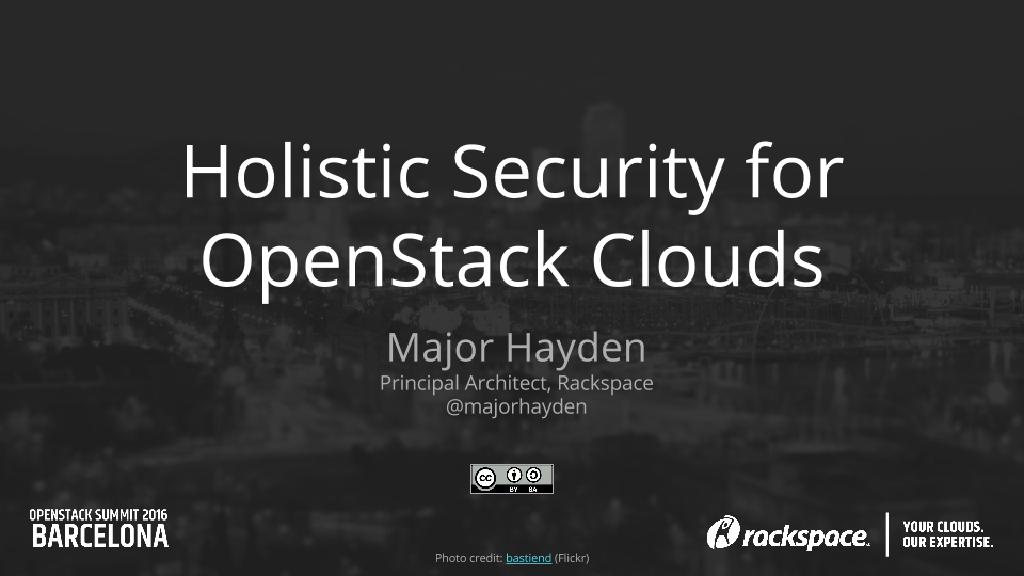 Holistic Security for
OpenStack Clouds
Major Hayden
Principal Architect, Rackspace
@majorhayden
cc
BY SA
OPENSTACK SUMMIT 2016
BARCELONA
rackspace.
YOUR CLOUDS.
OUR EXPERTISE.
Photo credit: bastiend (Flickr)